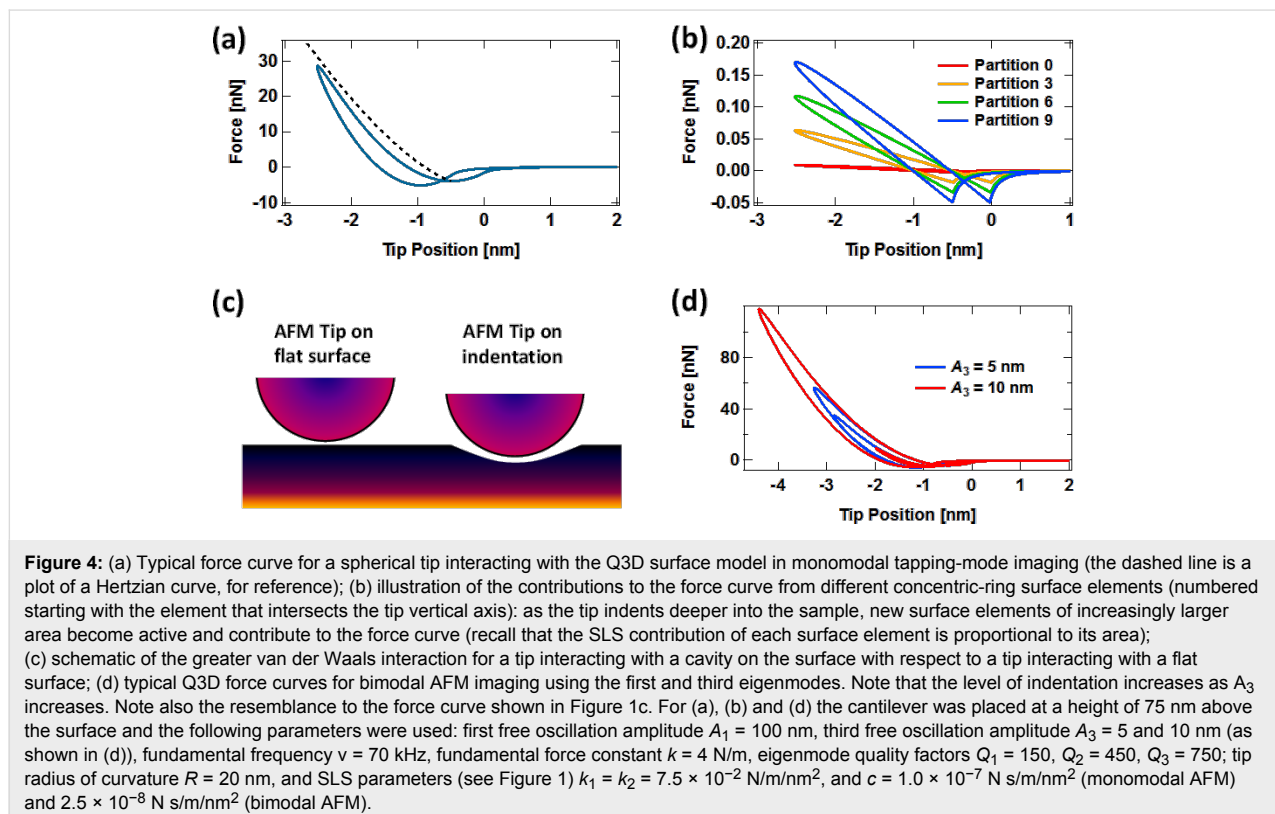 (a)
30
20
10
0
-10
Force [nN]
-3 -2 -1 0 1 2
Tip Position [nm]
(b)
0.20
0.15
0.10
0.05
0.00
-0.05
Force [nN]
Partition 0
Partition 3
Partition 6
Partition 9
-3 -2 -1 0 1
Tip Position [nm]
(c)
AFM Tip on
flat surface
AFM Tip on
indentation
(d)
80
40
0
Force [nN]
A3 = 5 nm
A3 = 10 nm
-4 -3 -2 -1 0 1 2
Tip Position [nm]
Figure 4: (a) Typical force curve for a spherical tip interacting with the Q3D surface model in monomodal tapping-mode imaging (the dashed line is a
plot of a Hertzian curve, for reference); (b) illustration of the contributions to the force curve from different concentric-ring surface elements (numbered
starting with the element that intersects the tip vertical axis): as the tip indents deeper into the sample, new surface elements of increasingly larger
area become active and contribute to the force curve (recall that the SLS contribution of each surface element is proportional to its area);
(c) schematic of the greater van der Waals interaction for a tip interacting with a cavity on the surface with respect to a tip interacting with a flat
surface; (d) typical Q3D force curves for bimodal AFM imaging using the first and third eigenmodes. Note that the level of indentation increases as A3
increases. Note also the resemblance to the force curve shown in Figure 1c. For (a), (b) and (d) the cantilever was placed at a height of 75 nm above
the surface and the following parameters were used: first free oscillation amplitude A1 = 100 nm, third free oscillation amplitude A3 = 5 and 10 nm (as
shown in (d)), fundamental frequency ν = 70 kHz, fundamental force constant k = 4 N/m, eigenmode quality factors Q1 = 150, Q2 = 450, Q3 = 750; tip
radius of curvature R = 20 nm, and SLS parameters (see Figure 1) k1 = k2 = 7.5 × 10⁻² N/m/nm², and c = 1.0 × 10⁻⁷ N s/m/nm² (monomodal AFM)
and 2.5 × 10⁻⁸ N s/m/nm² (bimodal AFM).